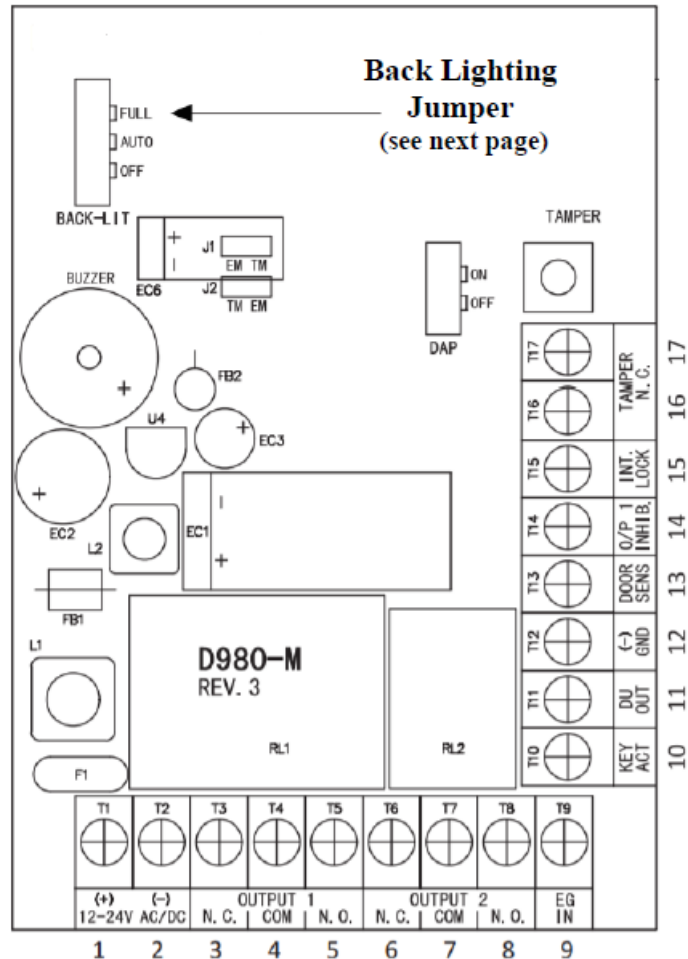 Back Lighting
Jumper
(see next page)
FULL
AUTO
OFF
BACK-LIT
TAMPER
+
-
J1
EM TM
EC6
J2
TM EM
ON
OFF
DAP
BUZZER
+
FB2
U4
+
EC3
+
EC2
L2
EC1
-
+
FB1
L1
D980-M
REV. 3
RL1
RL2
F1
T17
TAMPER
N.C.
17
T16
16
T15
INT.
LOCK
15
T14
O/P 1
INHIB.
14
T13
DOOR
SENS
13
T12
(-)
GND
12
T11
DU
OUT
11
T10
KEY
ACT
10
T1 T2 T3 T4 T5 T6 T7 T8 T9
(+) (-) OUTPUT 1 OUTPUT 2 EG
12-24V AC/DC N. C. COM N. O. N. C. COM N. O. IN
1 2 3 4 5 6 7 8 9